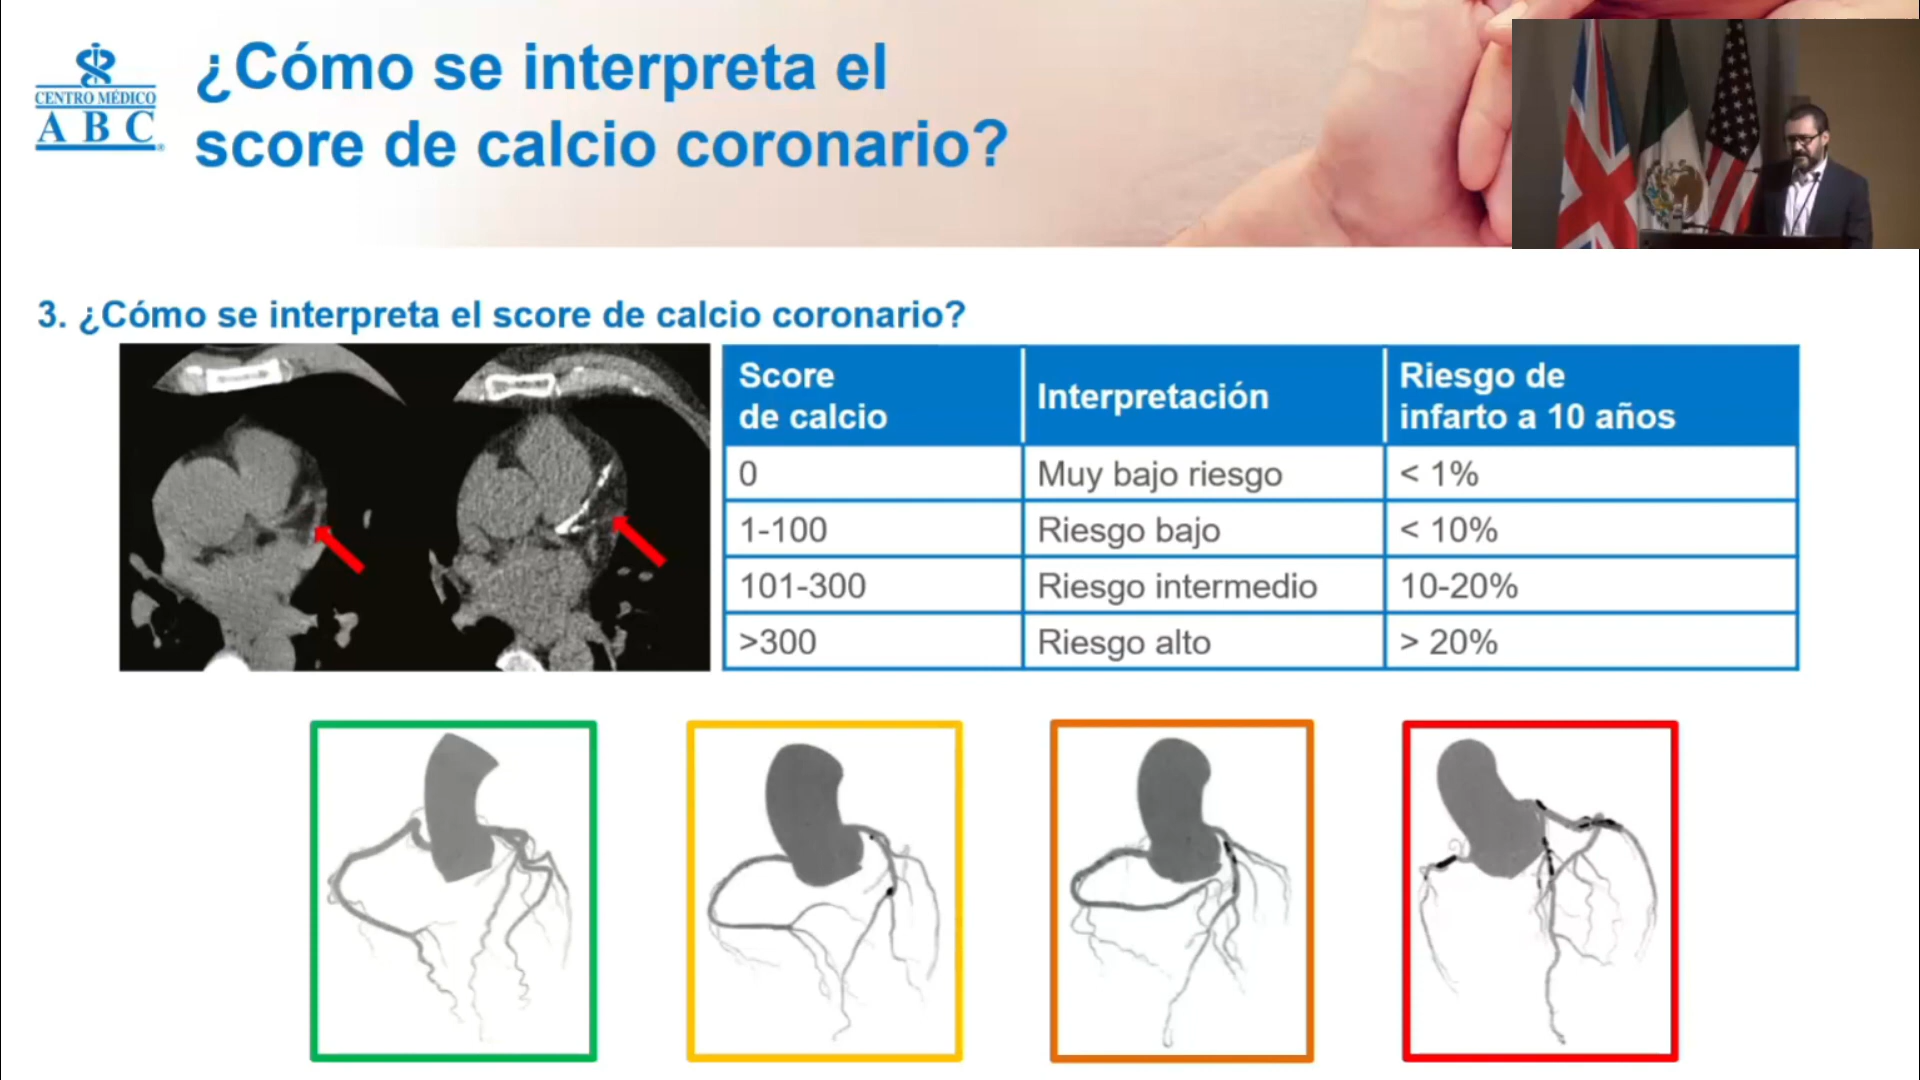 CENTRO MÉDICO
A B C
¿Cómo se interpreta el
score de calcio coronario?
3. ¿Cómo se interpreta el score de calcio coronario?
Score
de calcio
Interpretación
Riesgo de
infarto a 10 años
0
Muy bajo riesgo
< 1%
1-100
Riesgo bajo
< 10%
101-300
Riesgo intermedio
10-20%
>300
Riesgo alto
> 20%